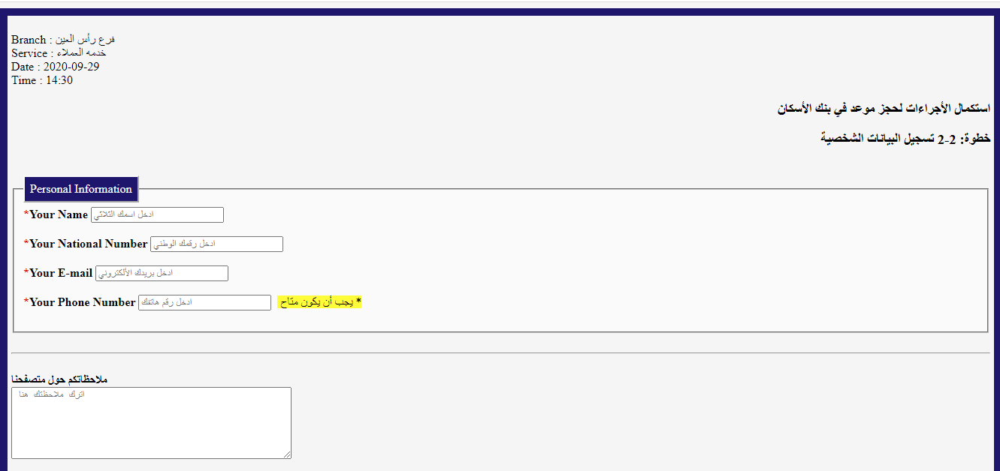 Branch : فرع رأس العين
Service : خدمه العملاء
Date : 2020-09-29
Time : 14:30
استكمال الأجراءات لحجز موعد في بنك الأسكان
خطوة: 2-2 تسجيل البيانات الشخصية
Personal Information
*Your Name ادخل اسمك الثلاثي
*Your National Number ادخل رقمك الوطني
*Your E-mail ادخل بريدك الألكتروني
*Your Phone Number ادخل رقم هاتفك * يجب أن يكون متاح
ملاحظاتكم حول متصفحنا
اترك ملاحظتك هنا